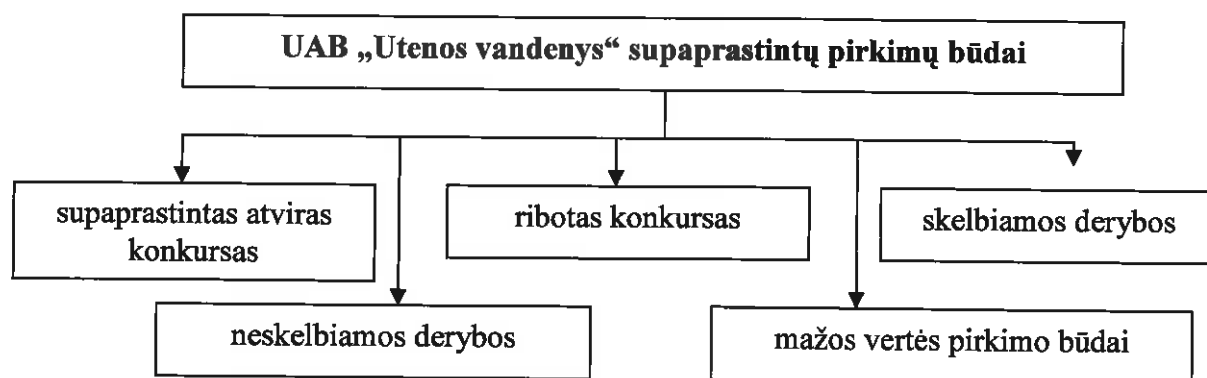 UAB „Utenos vandenys“ supaprastintų pirkimų būdai
supaprastintas atviras
konkursas
ribotas konkursas
skelbiamos derybos
neskelbiamos derybos
mažos vertės pirkimo būdai